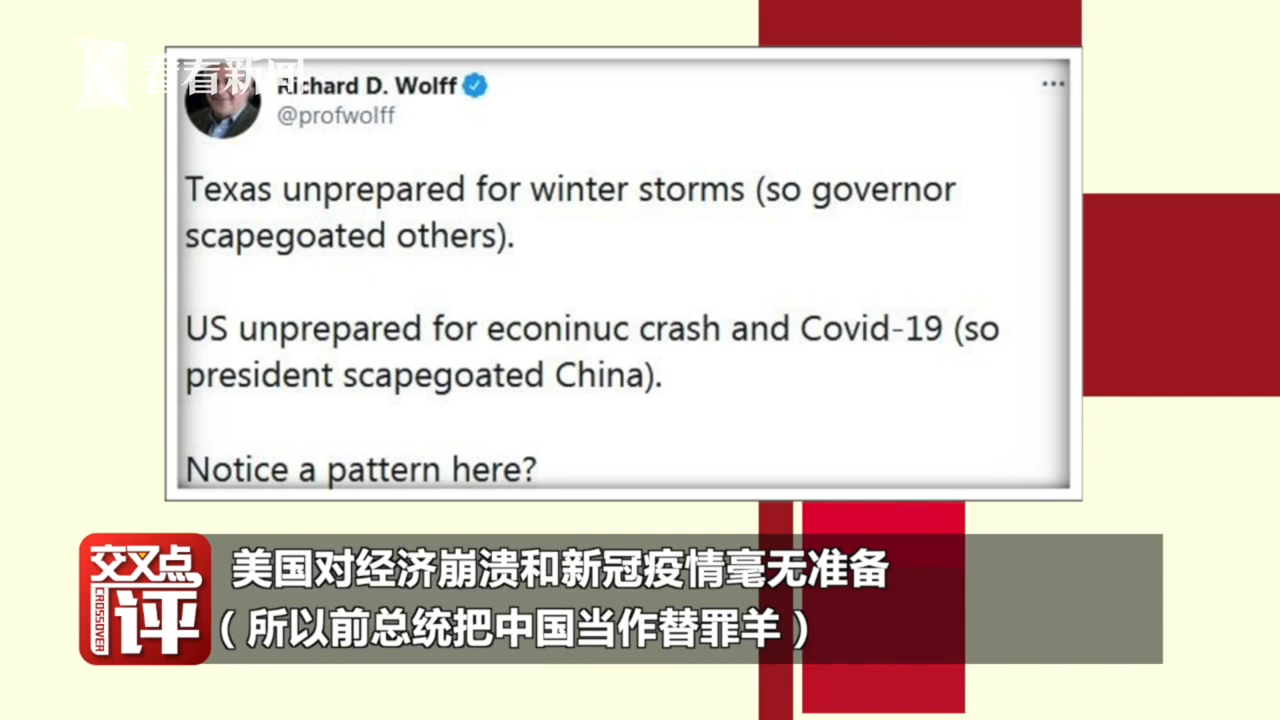 看看新闻
Richard D. Wolff
@profwolff
Texas unprepared for winter storms (so governor
scapegoated others).
US unprepared for econinuc crash and Covid-19 (so
president scapegoated China).
Notice a pattern here?
交叉点
评
CROSSOVER
美国对经济崩溃和新冠疫情毫无准备
（所以前总统把中国当作替罪羊）